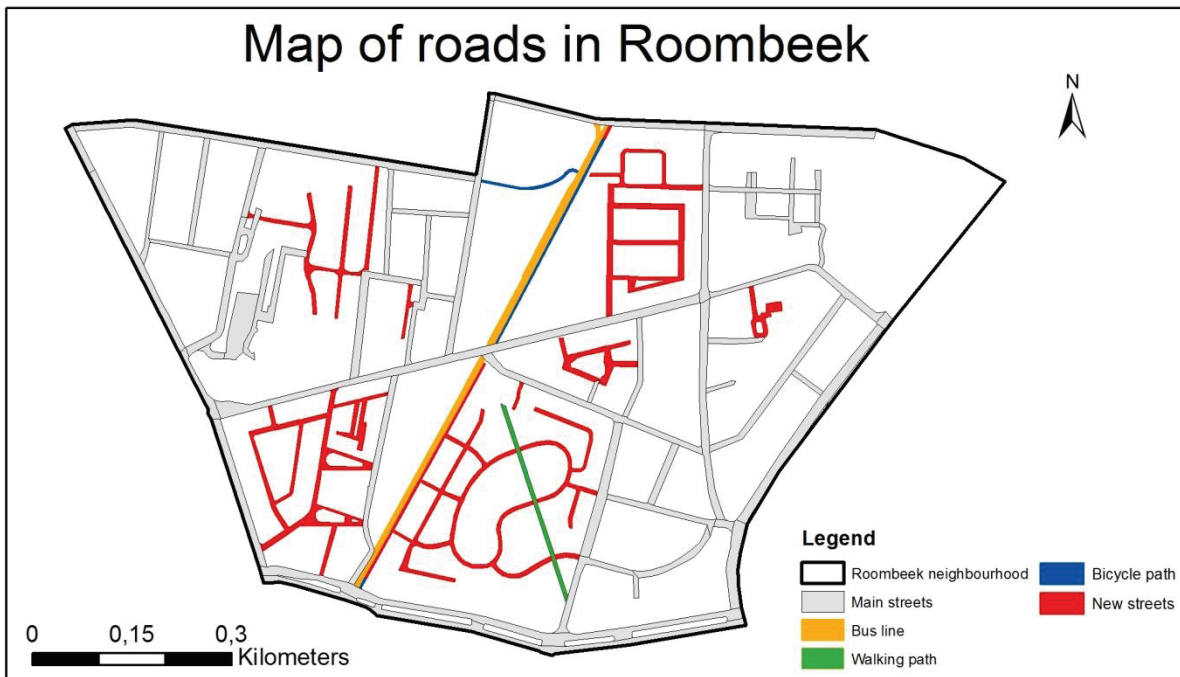 Map of roads in Roombeek
N
Legend
Roombeek neighbourhood
Main streets
Bus line
Walking path
Bicycle path
New streets
0 0,15 0,3
Kilometers